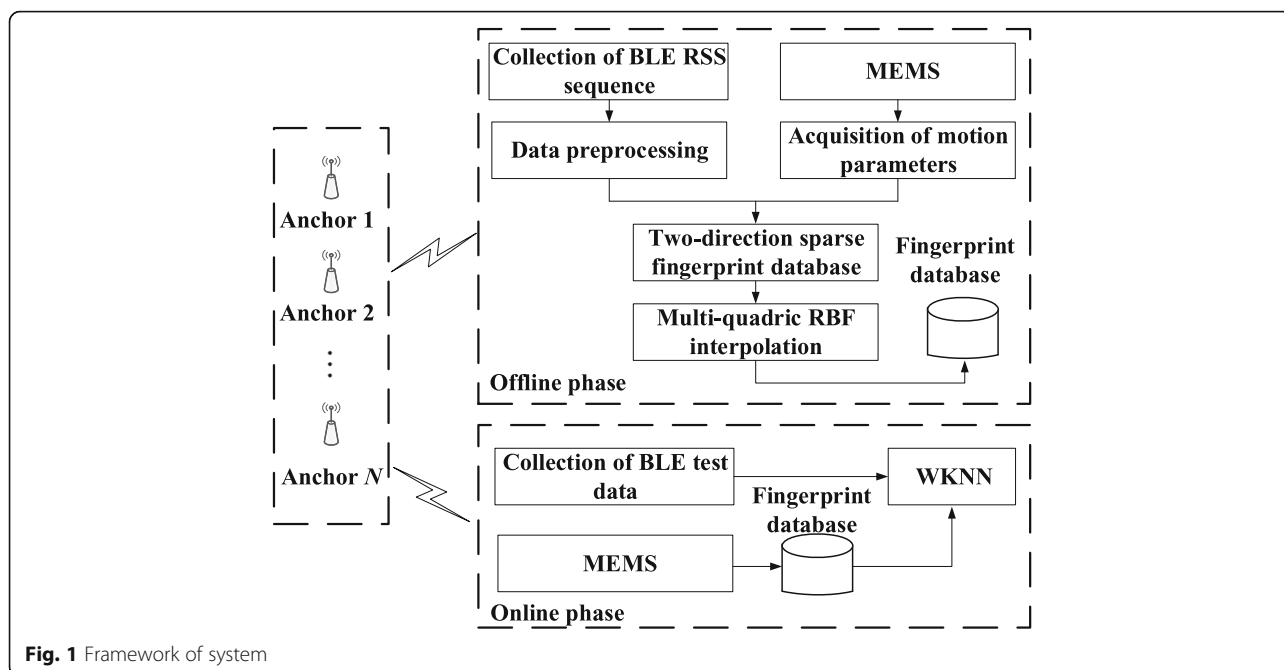 Anchor 1
Anchor 2
Anchor N
Collection of BLE RSS
sequence
MEMS
Data preprocessing
Acquisition of motion
parameters
Two-direction sparse
fingerprint database
Fingerprint
database
Multi-quadric RBF
interpolation
Offline phase
Collection of BLE test
data
WKNN
Fingerprint
database
MEMS
Online phase
Fig. 1 Framework of system